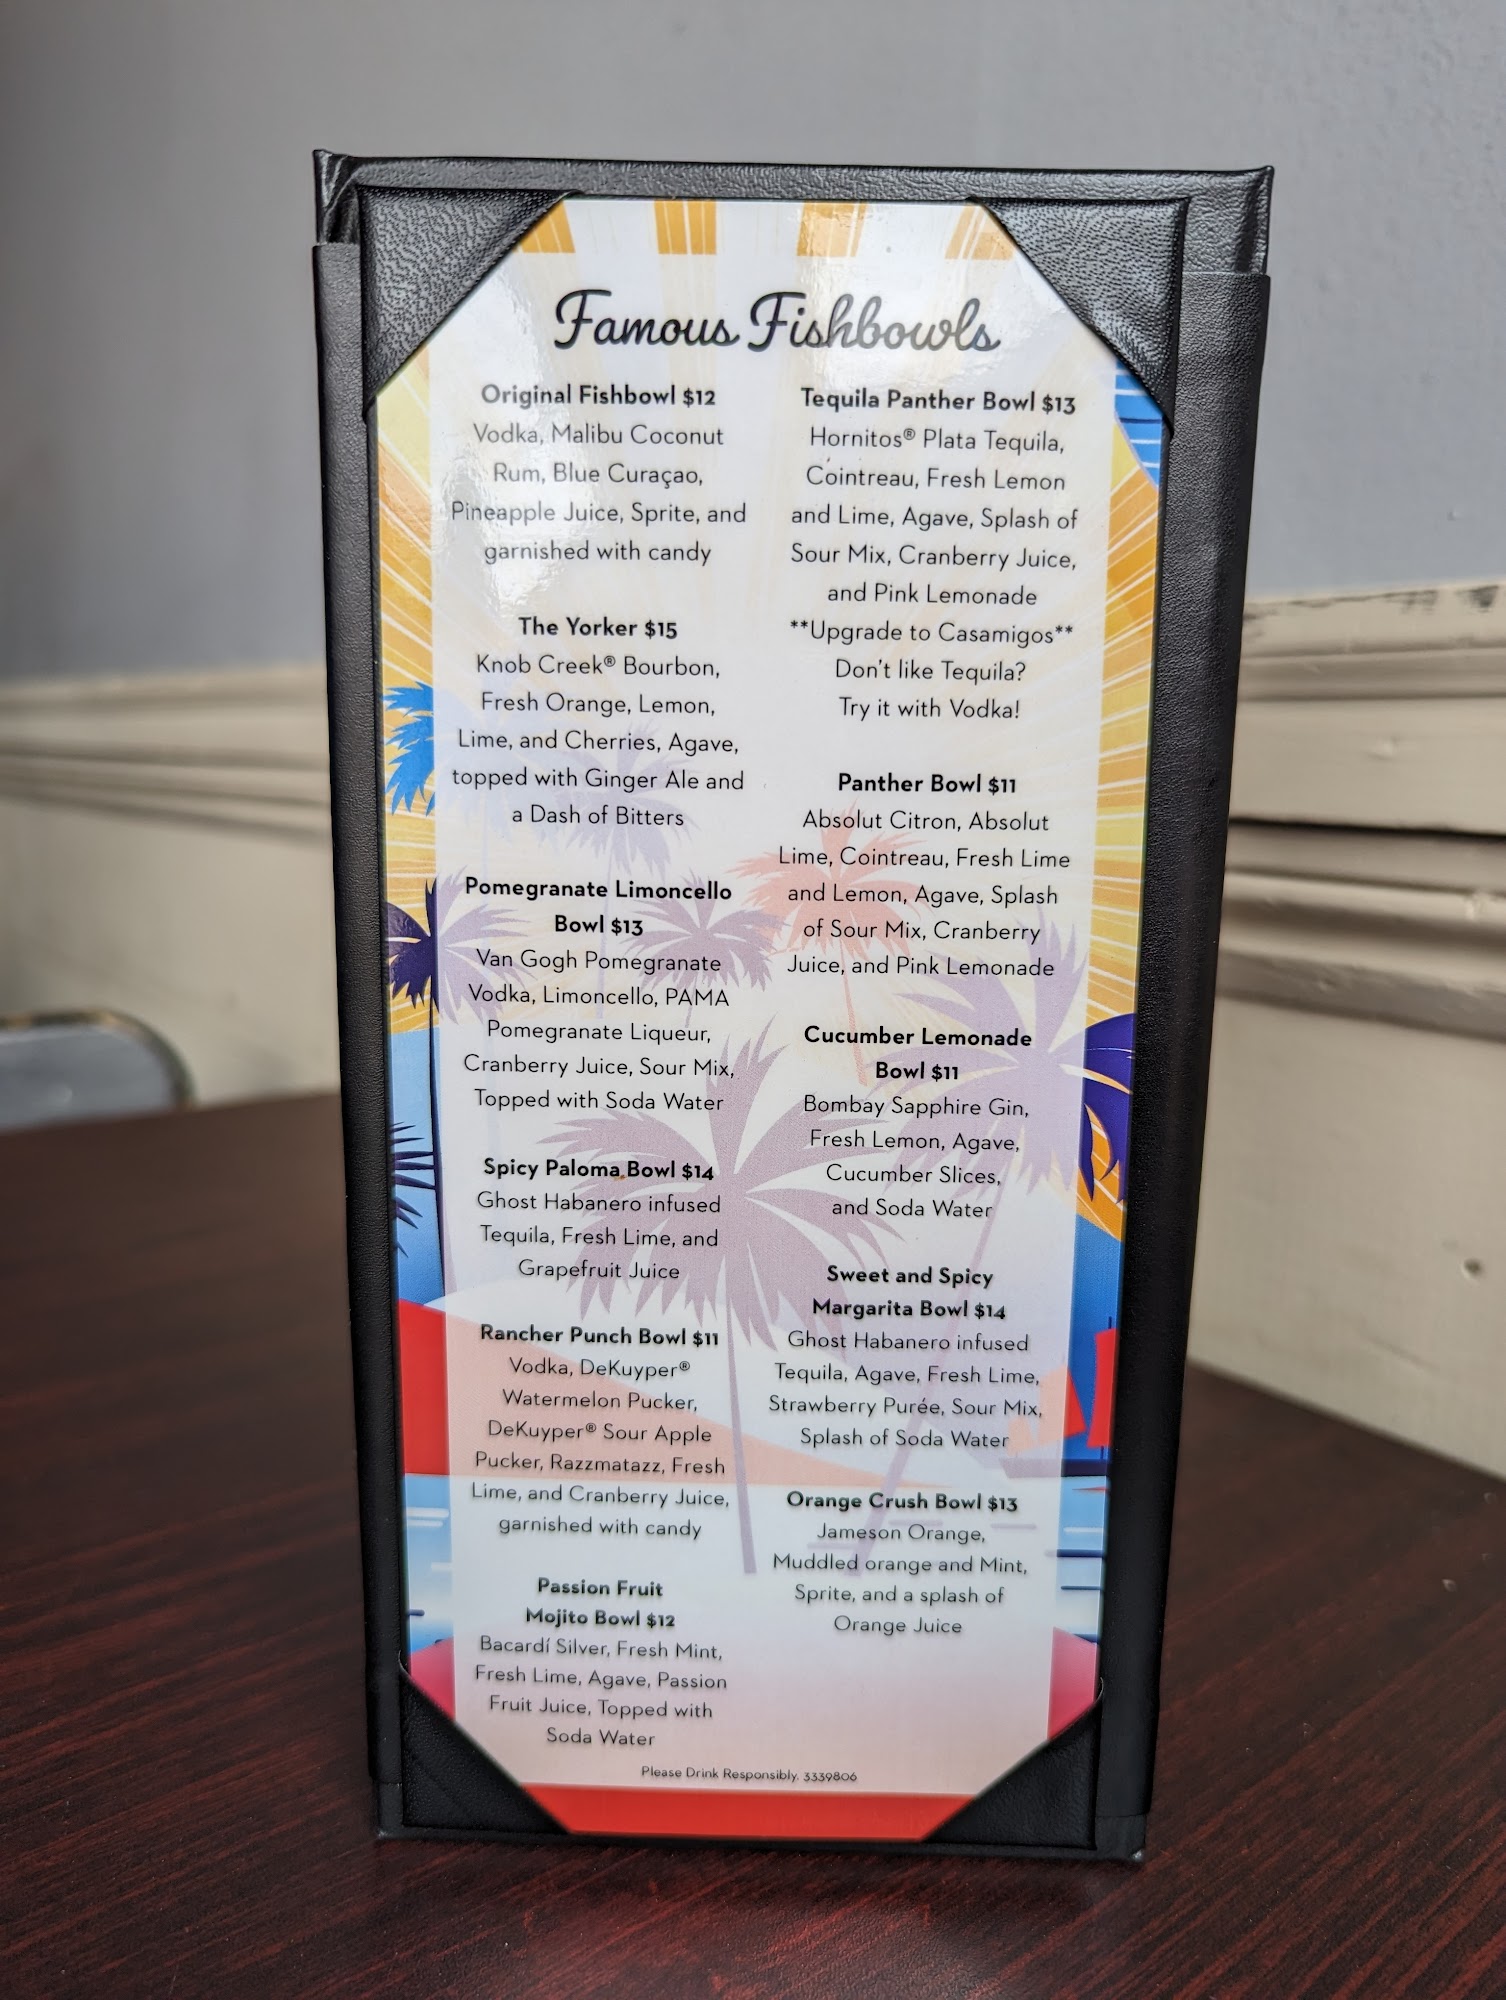 Famous Fishbowls
Original Fishbowl $12
Vodka, Malibu Coconut
Rum, Blue Curaçao,
Pineapple Juice, Sprite, and
garnished with candy
The Yorker $15
Knob Creek® Bourbon,
Fresh Orange, Lemon,
Lime, and Cherries, Agave,
topped with Ginger Ale and
a Dash of Bitters
Pomegranate Limoncello
Bowl $13
Van Gogh Pomegranate
Vodka, Limoncello, PAMA
Pomegranate Liqueur,
Cranberry Juice, Sour Mix,
Topped with Soda Water
Spicy Paloma Bowl $14
Ghost Habanero infused
Tequila, Fresh Lime, and
Grapefruit Juice
Rancher Punch Bowl $11
Vodka, DeKuyper®
Watermelon Pucker,
DeKuyper® Sour Apple
Pucker, Razzmatazz, Fresh
Lime, and Cranberry Juice,
garnished with candy
Passion Fruit
Mojito Bowl $12
Bacardí Silver, Fresh Mint,
Fresh Lime, Agave, Passion
Fruit Juice, Topped with
Soda Water
Tequila Panther Bowl $13
Hornitos® Plata Tequila,
Cointreau, Fresh Lemon
and Lime, Agave, Splash of
Sour Mix, Cranberry Juice,
and Pink Lemonade
**Upgrade to Casamigos**
Don't like Tequila?
Try it with Vodka!
Panther Bowl $11
Absolut Citron, Absolut
Lime, Cointreau, Fresh Lime
and Lemon, Agave, Splash
of Sour Mix, Cranberry
Juice, and Pink Lemonade
Cucumber Lemonade
Bowl $11
Bombay Sapphire Gin,
Fresh Lemon, Agave,
Cucumber Slices,
and Soda Water
Sweet and Spicy
Margarita Bowl $14
Ghost Habanero infused
Tequila, Agave, Fresh Lime,
Strawberry Purée, Sour Mix,
Splash of Soda Water
Orange Crush Bowl $13
Jameson Orange,
Muddled orange and Mint,
Sprite, and a splash of
Orange Juice
Please Drink Responsibly. 3339806